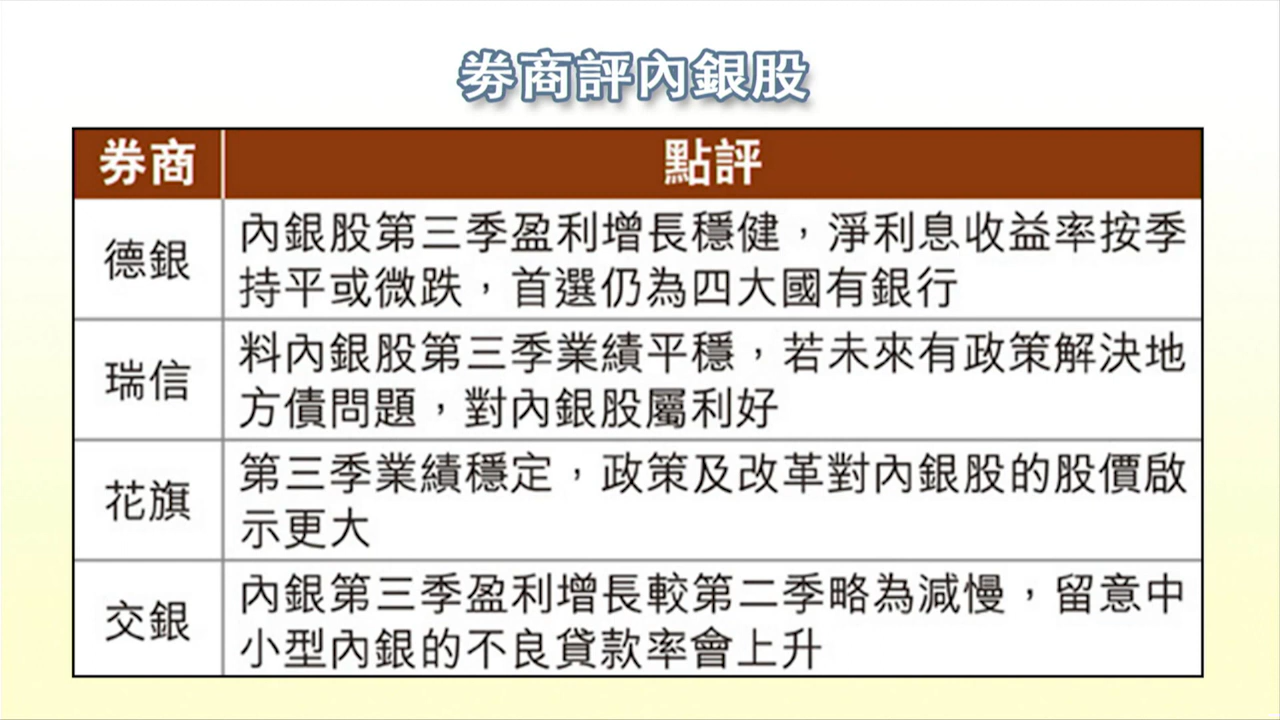 券商評內銀股
券商
點評
德銀
內銀股第三季盈利增長穩健，淨利息收益率按季
持平或微跌，首選仍為四大國有銀行
瑞信
料內銀股第三季業績平穩，若未來有政策解決地
方債問題，對內銀股屬利好
花旗
第三季業績穩定，政策及改革對內銀股的股價啟
示更大
交銀
內銀第三季盈利增長較第二季略為減慢，留意中
小型內銀的不良貸款率會上升